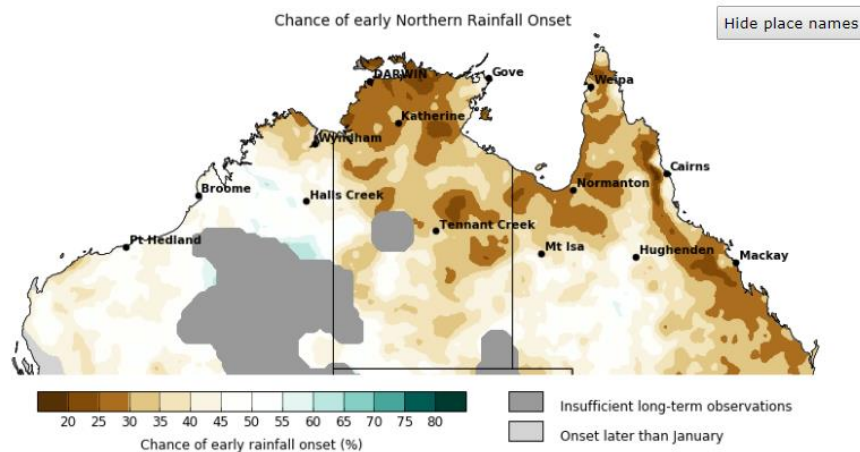 Chance of early Northern Rainfall Onset
Hide place names
DARWIN
Gove
Weipa
Katherine
Wyndham
Cairns
Broome
Halls Creek
Normanton
Tennant Creek
Pt Hedland
Mt Isa
Hughenden
Mackay
20 25 30 35 45 50 55 60 65 70 75 80
Chance of early rainfall onset (%)
Insufficient long-term observations
Onset later than January